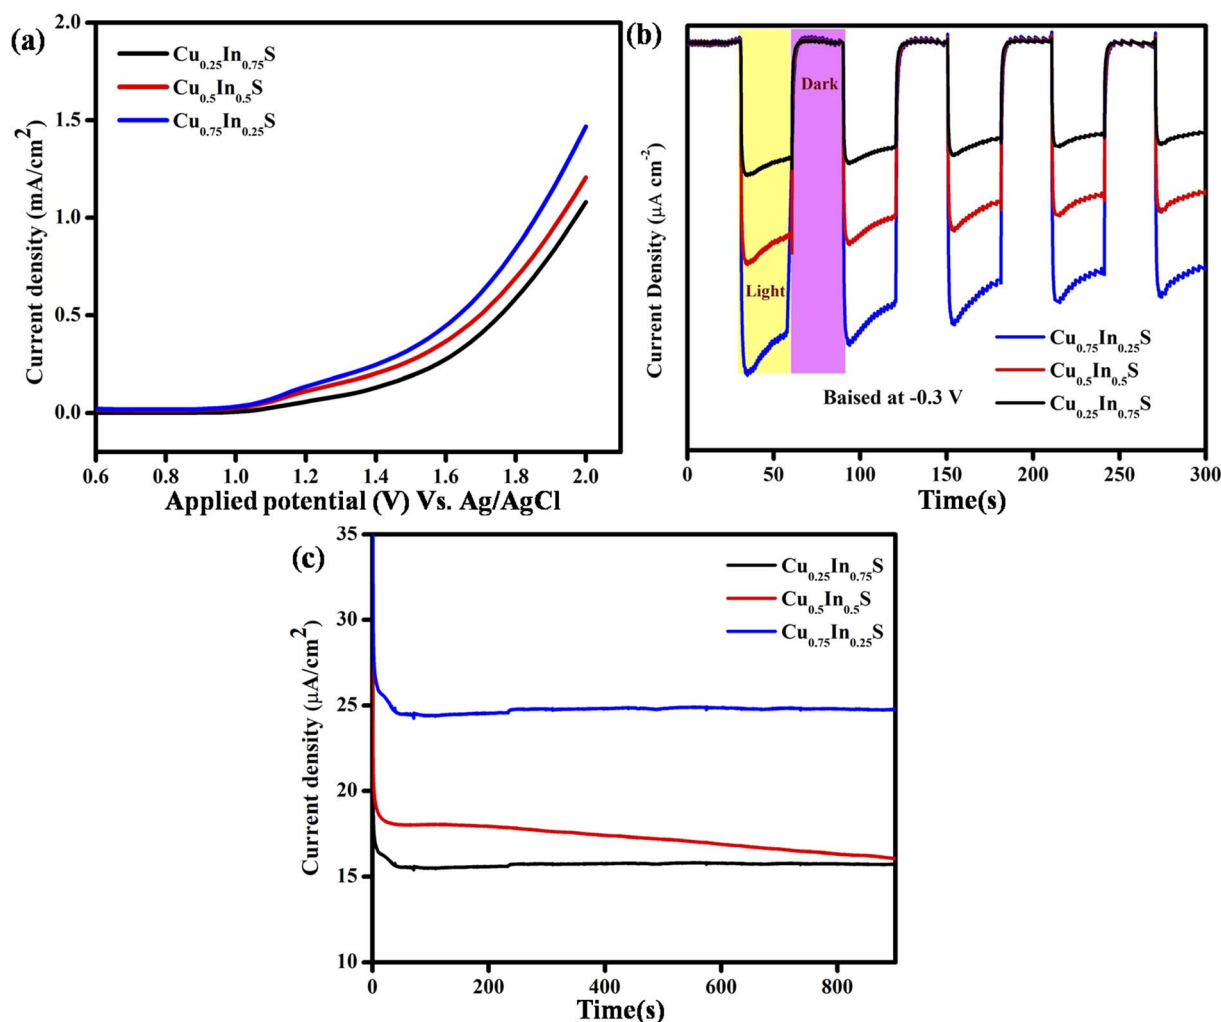 (a)
2.0
1.5
1.0
0.5
0.0
Current density (mA/cm²)
Cu₀.₂₅In₀.₇₅S
Cu₀.₅In₀.₅S
Cu₀.₇₅In₀.₂₅S
0.6 0.8 1.0 1.2 1.4 1.6 1.8 2.0
Applied potential (V) Vs. Ag/AgCl
(b)
Current Density (μA cm⁻²)
Dark
Light
Cu₀.₇₅In₀.₂₅S
Cu₀.₅In₀.₅S
Cu₀.₂₅In₀.₇₅S
Baised at -0.3 V
0 50 100 150 200 250 300
Time(s)
(c)
35
30
25
20
15
10
Current density (μA/cm²)
Cu₀.₂₅In₀.₇₅S
Cu₀.₅In₀.₅S
Cu₀.₇₅In₀.₂₅S
0 200 400 600 800
Time(s)